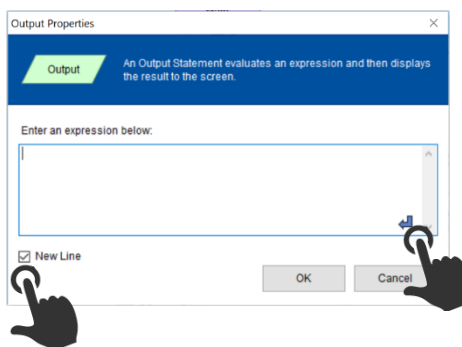 Output Properties
Output
An Output Statement evaluates an expression and then displays
the result to the screen.
Enter an expression below:
New Line
OK
Cancel